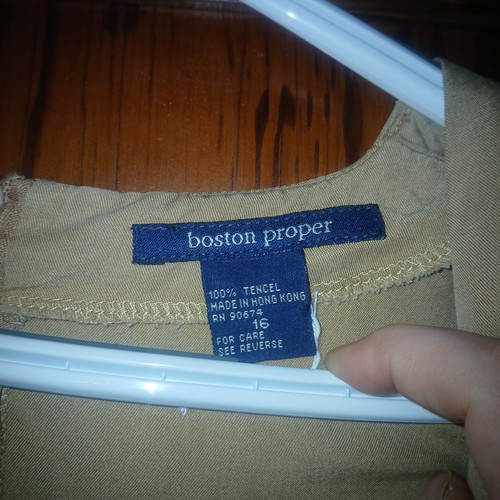 boston proper
100% TENCEL
MADE IN HONG KONG
RN 90674
16
FOR CARE
SEE REVERSE